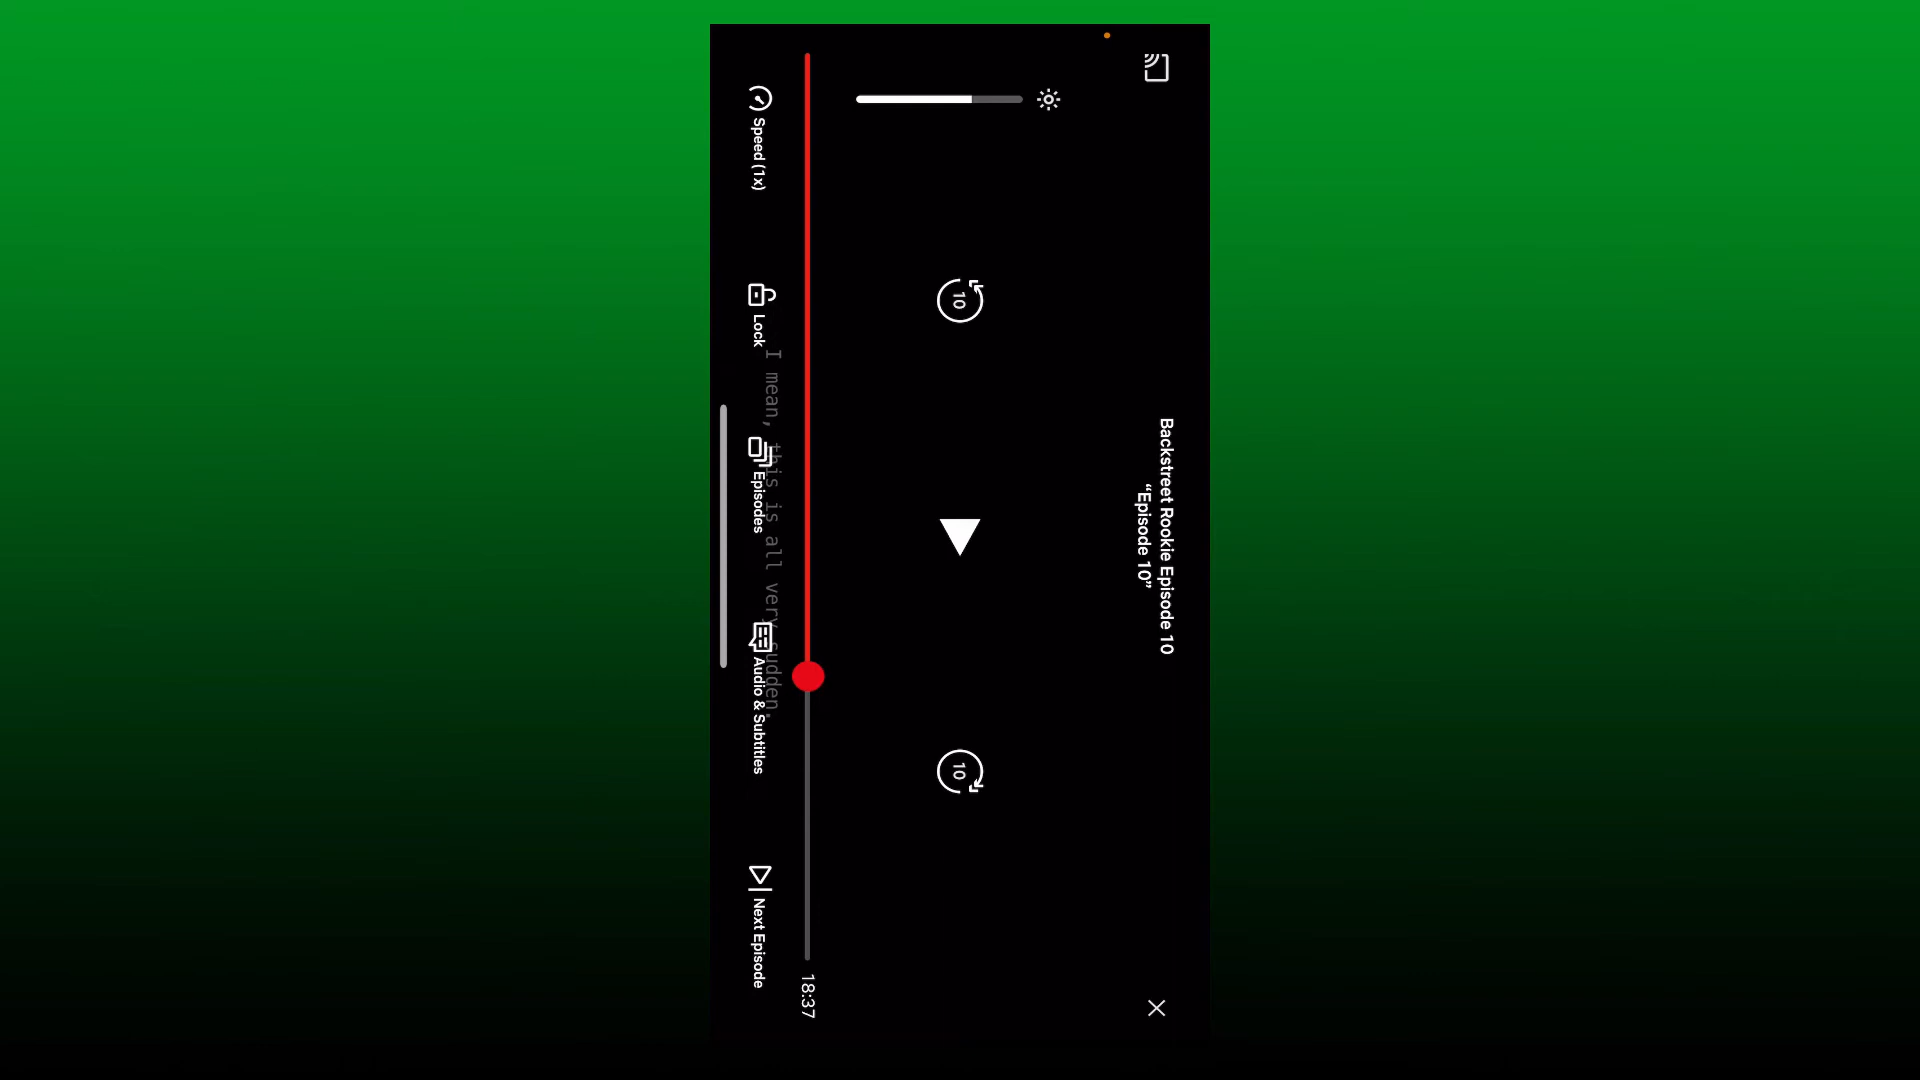 Backstreet Rookie Episode 10
“Episode 10”
10
10
18:37
I mean, this is all very sudden.
Speed (1x)
Lock
Episodes
Audio & Subtitles
Next Episode